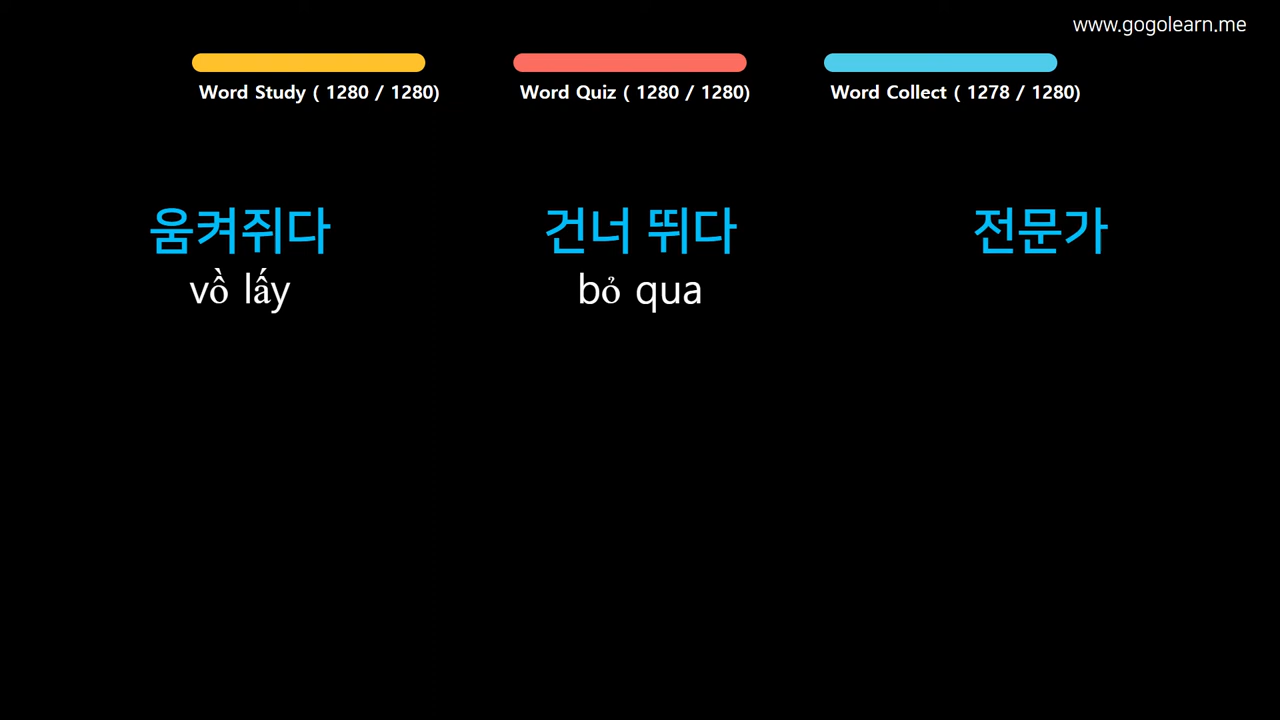 www.gogolearn.me
Word Study ( 1280 / 1280)
Word Quiz ( 1280 / 1280)
Word Collect ( 1278 / 1280)
움켜쥐다
건너 뛰다
전문가
vồ lấy
bỏ qua